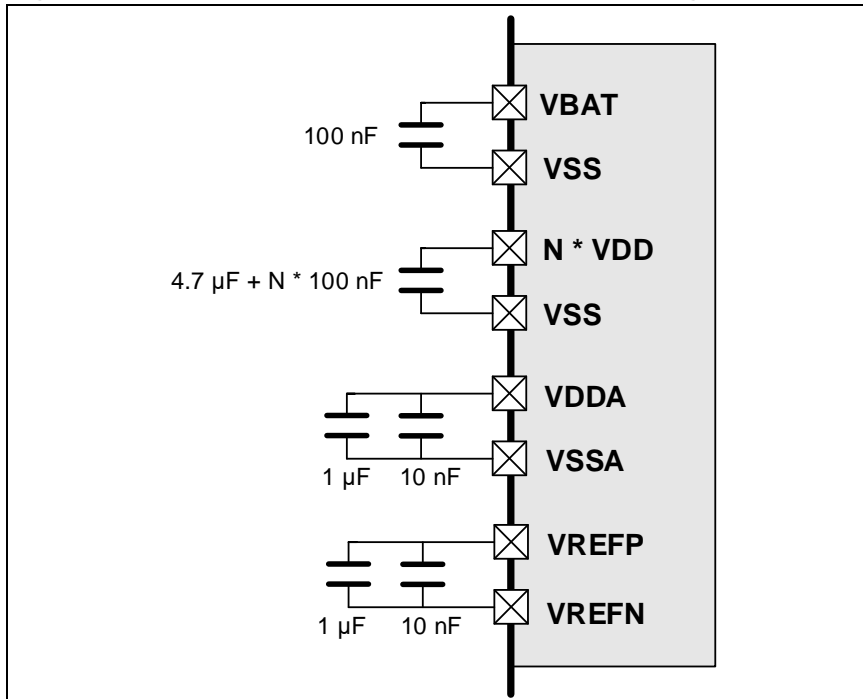 VBAT
100 nF
VSS
N * VDD
4.7 µF + N * 100 nF
VSS
VDDA
VSSA
1 µF 10 nF
VREFP
VREFN
1 µF 10 nF